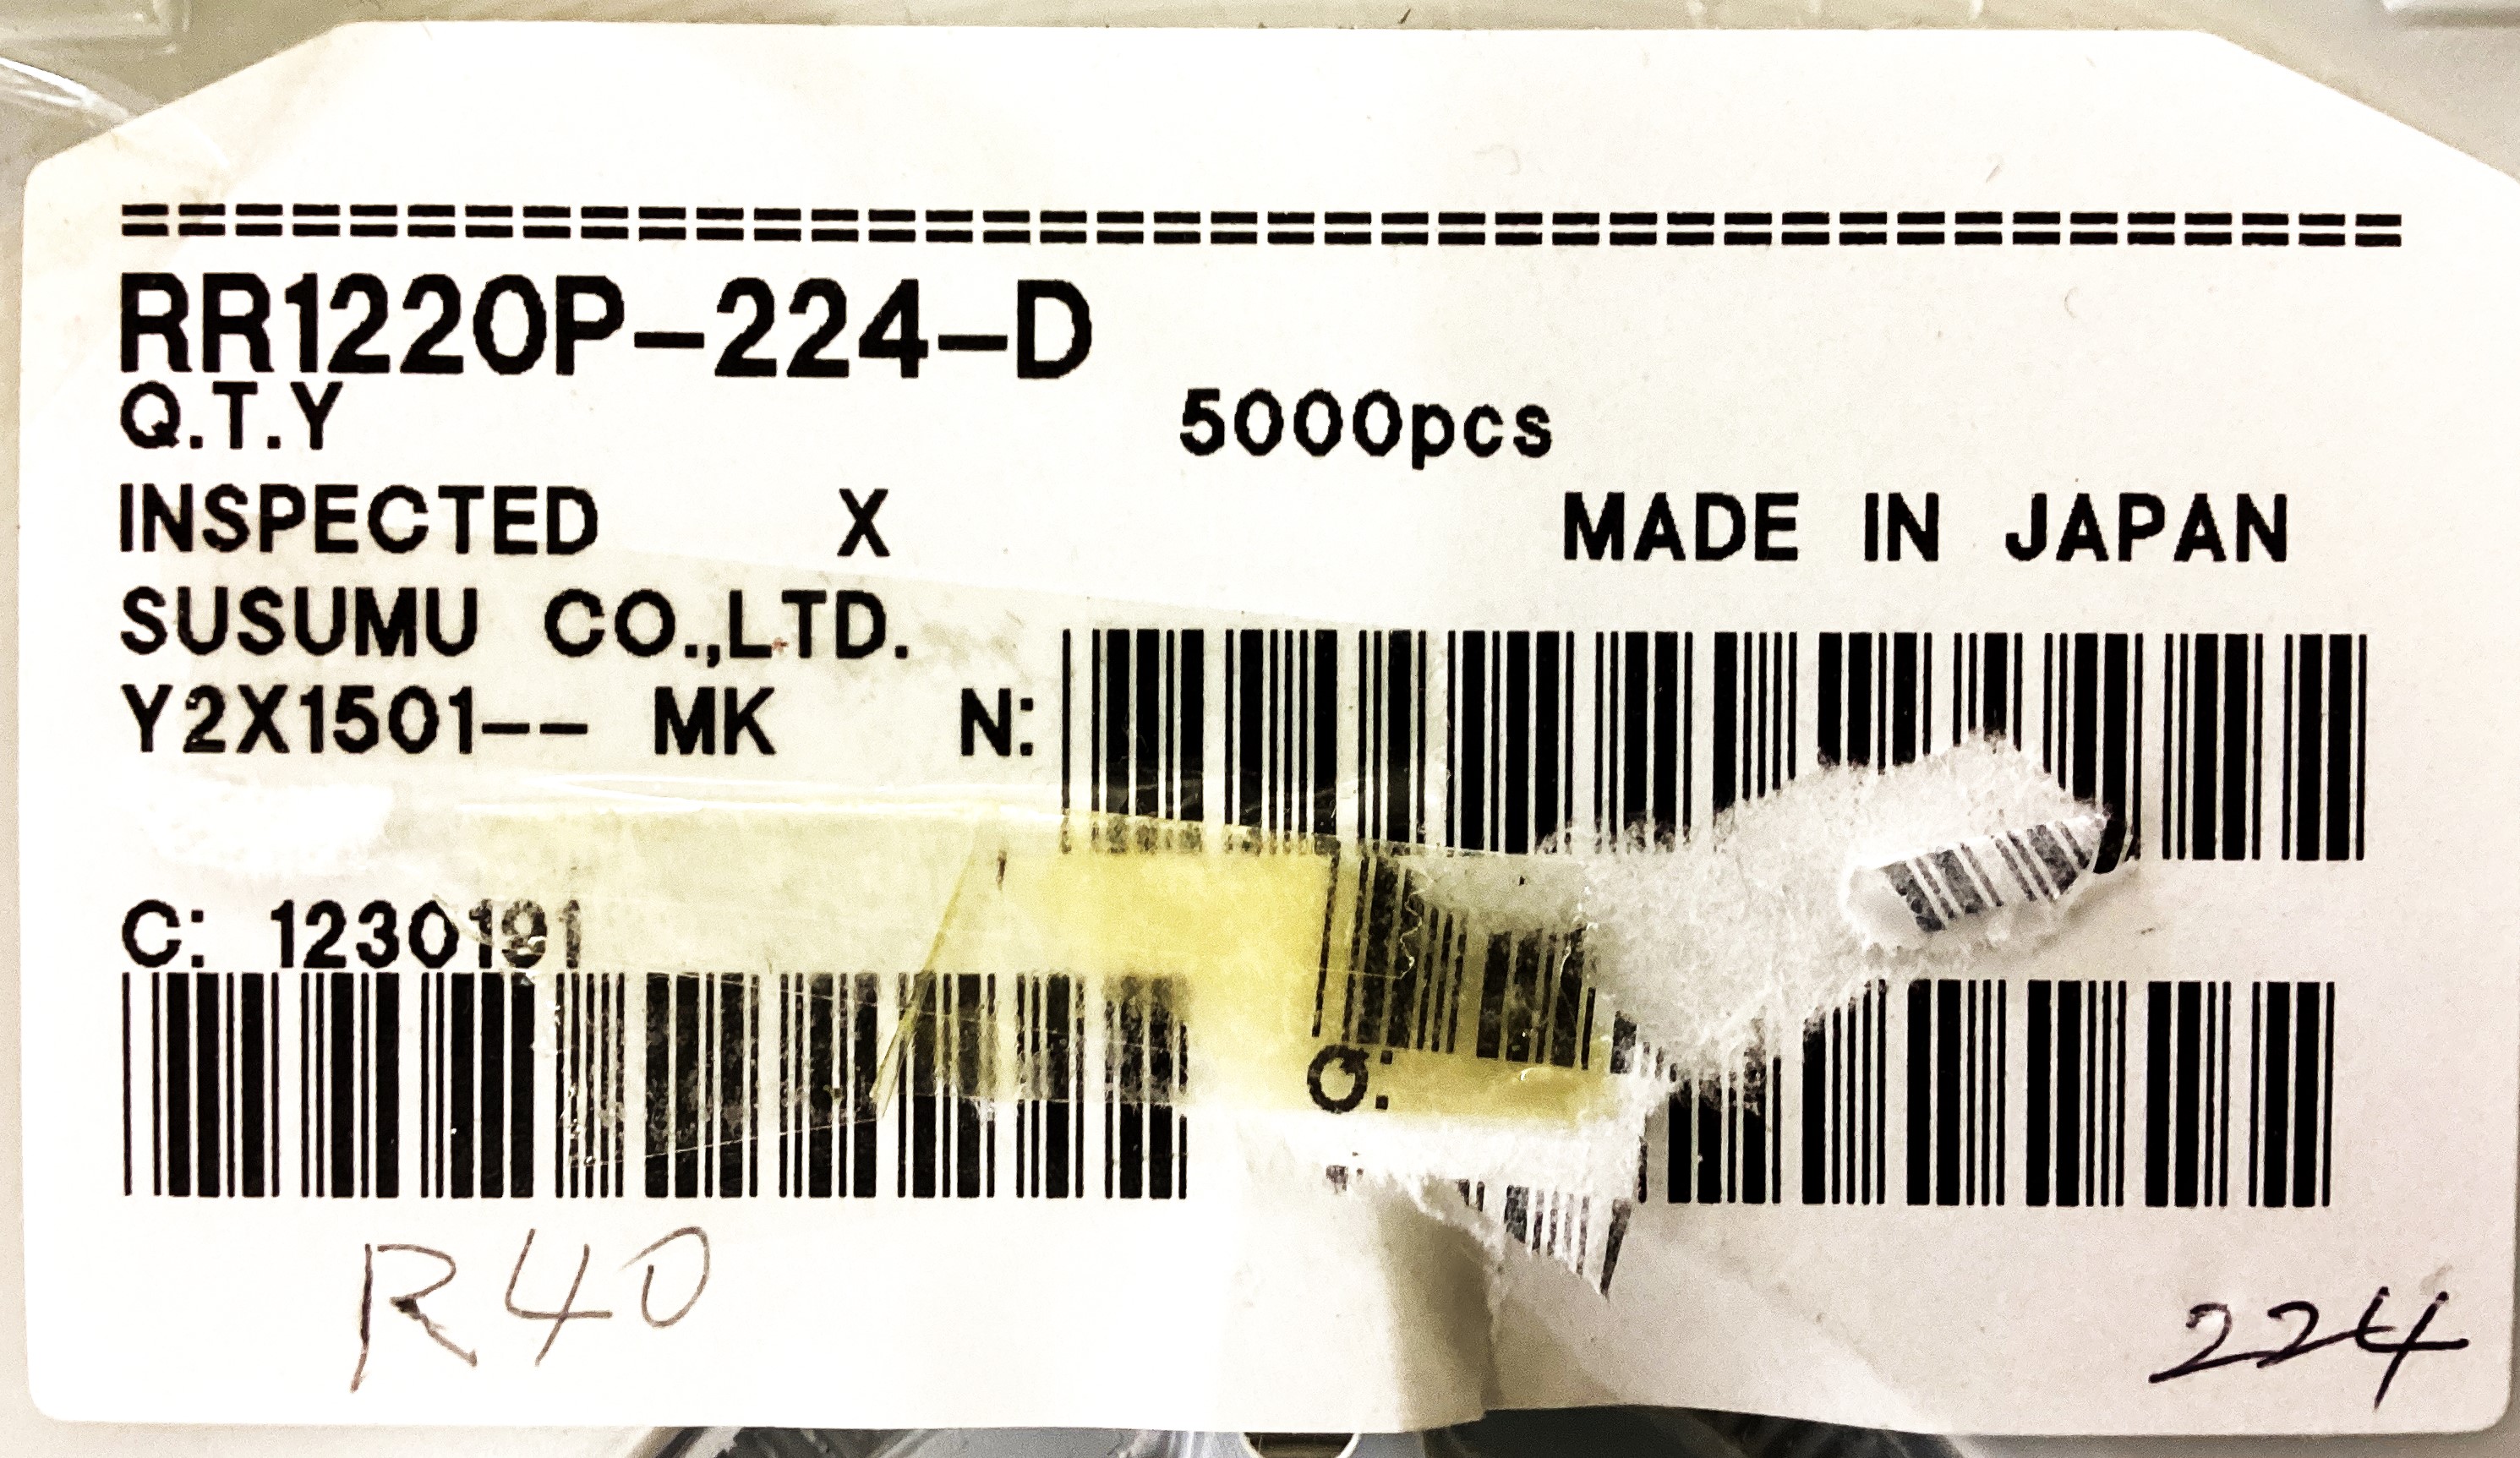 ========================================
RR1220P-224-D
Q.T.Y 5000pcs
INSPECTED X MADE IN JAPAN
SUSUMU CO.,LTD.
Y2X1501-- MK N:
C: 1230191
Q:
R40
224